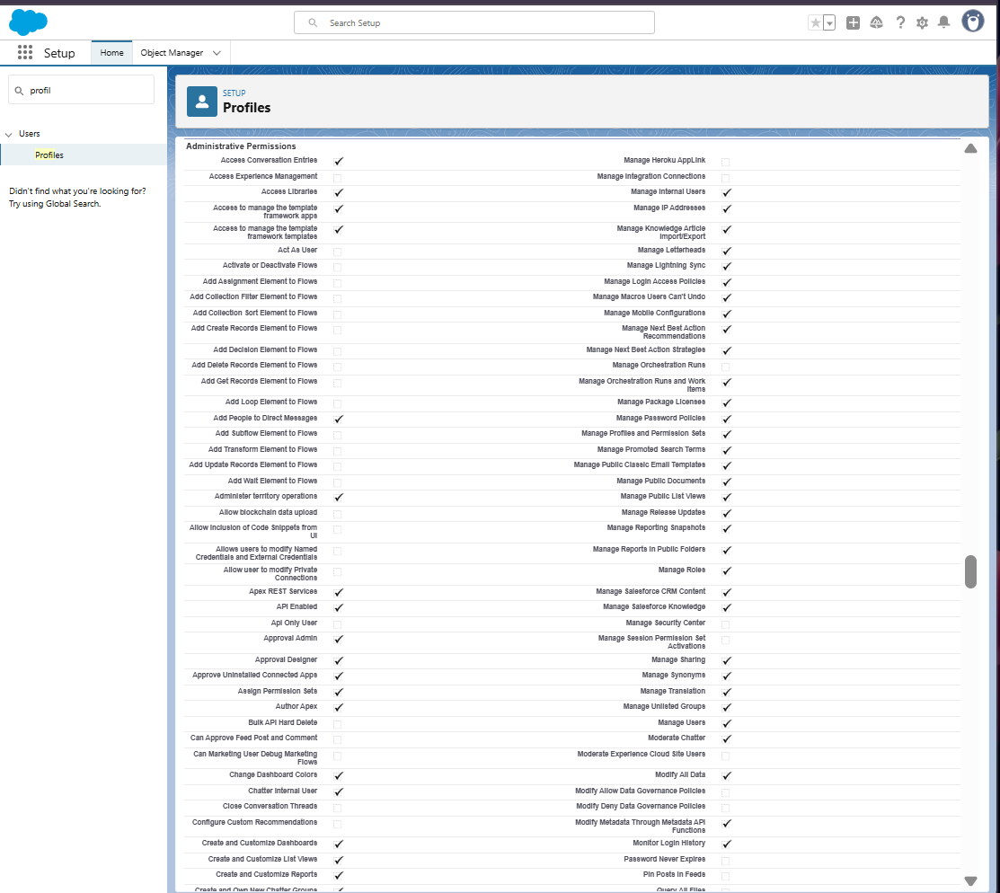 Search Setup
Setup
Home
Object Manager
profil
Users
Profiles
Didn't find what you're looking for?
Try using Global Search.
SETUP
Profiles
Administrative Permissions
Access Conversation Entries
Manage Heroku AppLink
Access Experience Management
Manage Integration Connections
Access Libraries
Manage Internal Users
Access to manage the template
framework apps
Manage IP Addresses
Access to manage the template
framework templates
Manage Knowledge Article
Import/Export
Act As User
Manage Letterheads
Activate or Deactivate Flows
Manage Lightning Sync
Add Assignment Element to Flows
Manage Login Access Policies
Add Collection Filter Element to Flows
Manage Macros Users Can't Undo
Add Collection Sort Element to Flows
Manage Mobile Configurations
Add Create Records Element to Flows
Manage Next Best Action
Recommendations
Add Decision Element to Flows
Manage Next Best Action Strategies
Add Delete Records Element to Flows
Manage Orchestration Runs
Add Get Records Element to Flows
Manage Orchestration Runs and Work
Items
Add Loop Element to Flows
Manage Package Licenses
Add People to Direct Messages
Manage Password Policies
Add Subflow Element to Flows
Manage Profiles and Permission Sets
Add Transform Element to Flows
Manage Promoted Search Terms
Add Update Records Element to Flows
Manage Public Classic Email Templates
Add Wait Element to Flows
Manage Public Documents
Administer territory operations
Manage Public List Views
Allow blockchain data upload
Manage Release Updates
Allow Inclusion of Code Snippets from
UI
Manage Reporting Snapshots
Allows users to modify Named
Credentials and External Credentials
Manage Reports in Public Folders
Allow user to modify Private
Connections
Manage Roles
Apex REST Services
Manage Salesforce CRM Content
API Enabled
Manage Salesforce Knowledge
Api Only User
Manage Security Center
Approval Admin
Manage Session Permission Set
Activations
Approval Designer
Manage Sharing
Approve Uninstalled Connected Apps
Manage Synonyms
Assign Permission Sets
Manage Translation
Author Apex
Manage Unlisted Groups
Bulk API Hard Delete
Manage Users
Can Approve Feed Post and Comment
Moderate Chatter
Can Marketing User Debug Marketing
Flows
Moderate Experience Cloud Site Users
Change Dashboard Colors
Modify All Data
Chatter Internal User
Modify Allow Data Governance Policies
Close Conversation Threads
Modify Deny Data Governance Policies
Configure Custom Recommendations
Modify Metadata Through Metadata API
Functions
Create and Customize Dashboards
Monitor Login History
Create and Customize List Views
Password Never Expires
Create and Customize Reports
Pin Posts in Feeds
Create and Own New Chatter Groups
Query All Files